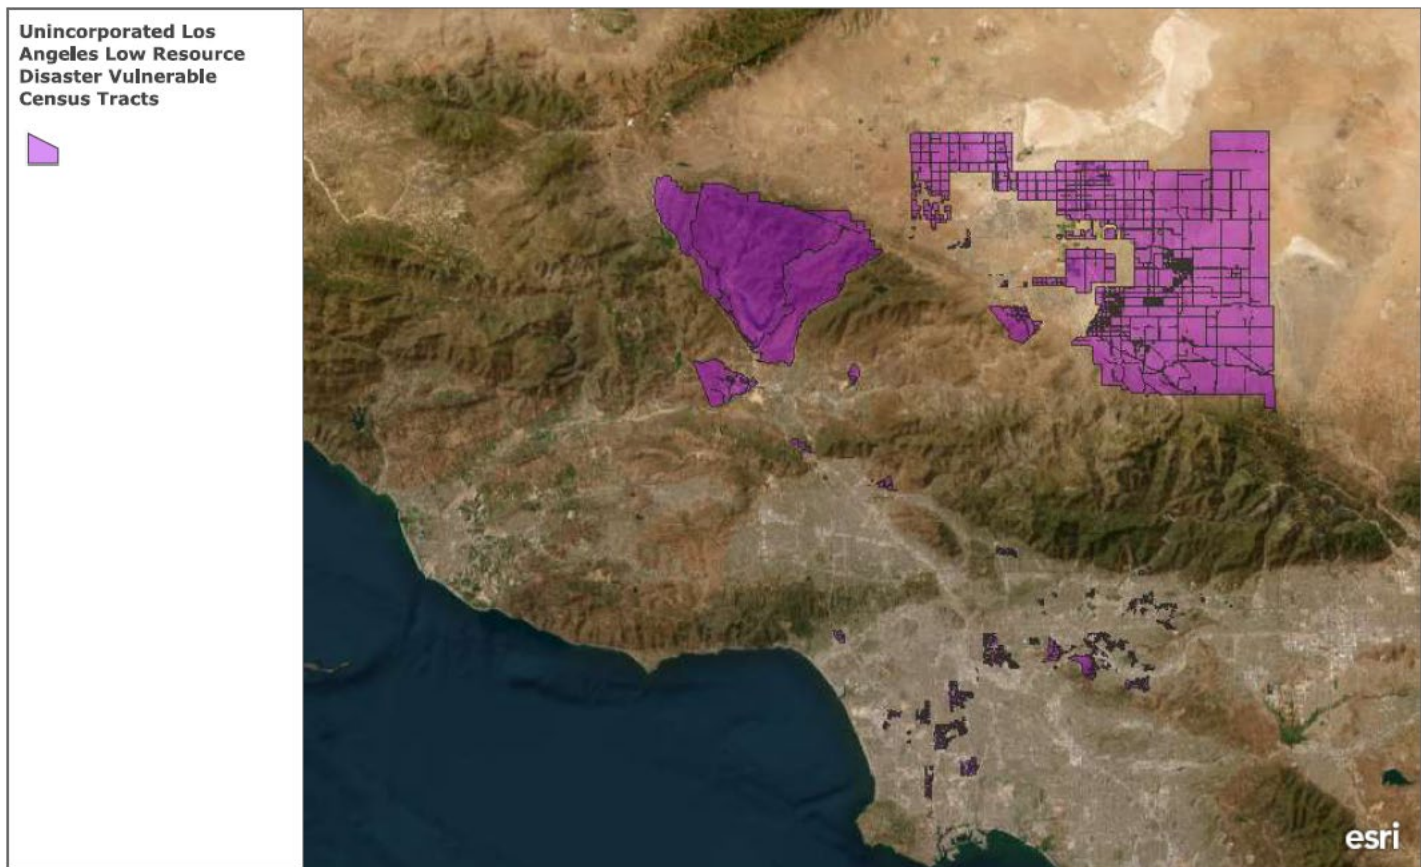 Unincorporated Los
Angeles Low Resource
Disaster Vulnerable
Census Tracts
esri